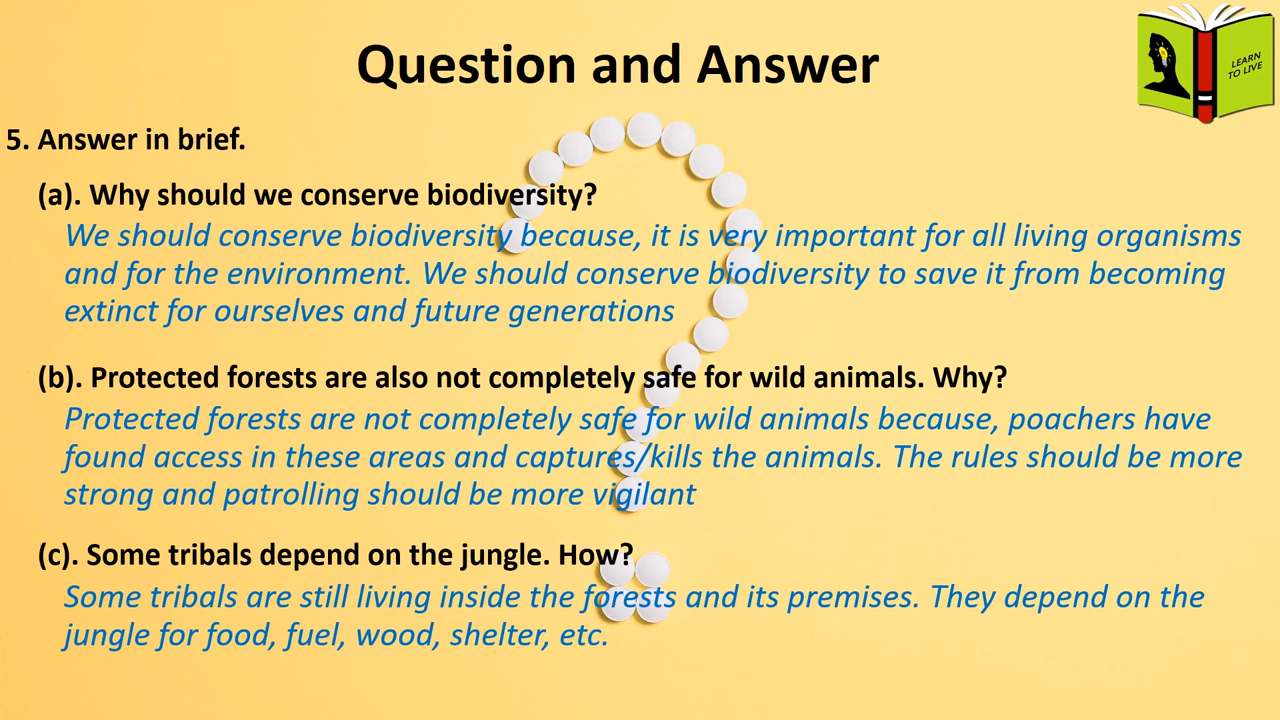 Question and Answer
LEARN
TO LIVE
5. Answer in brief.
(a). Why should we conserve biodiversity?
We should conserve biodiversity because, it is very important for all living organisms
and for the environment. We should conserve biodiversity to save it from becoming
extinct for ourselves and future generations
(b). Protected forests are also not completely safe for wild animals. Why?
Protected forests are not completely safe for wild animals because, poachers have
found access in these areas and captures/kills the animals. The rules should be more
strong and patrolling should be more vigilant
(c). Some tribals depend on the jungle. How?
Some tribals are still living inside the forests and its premises. They depend on the
jungle for food, fuel, wood, shelter, etc.